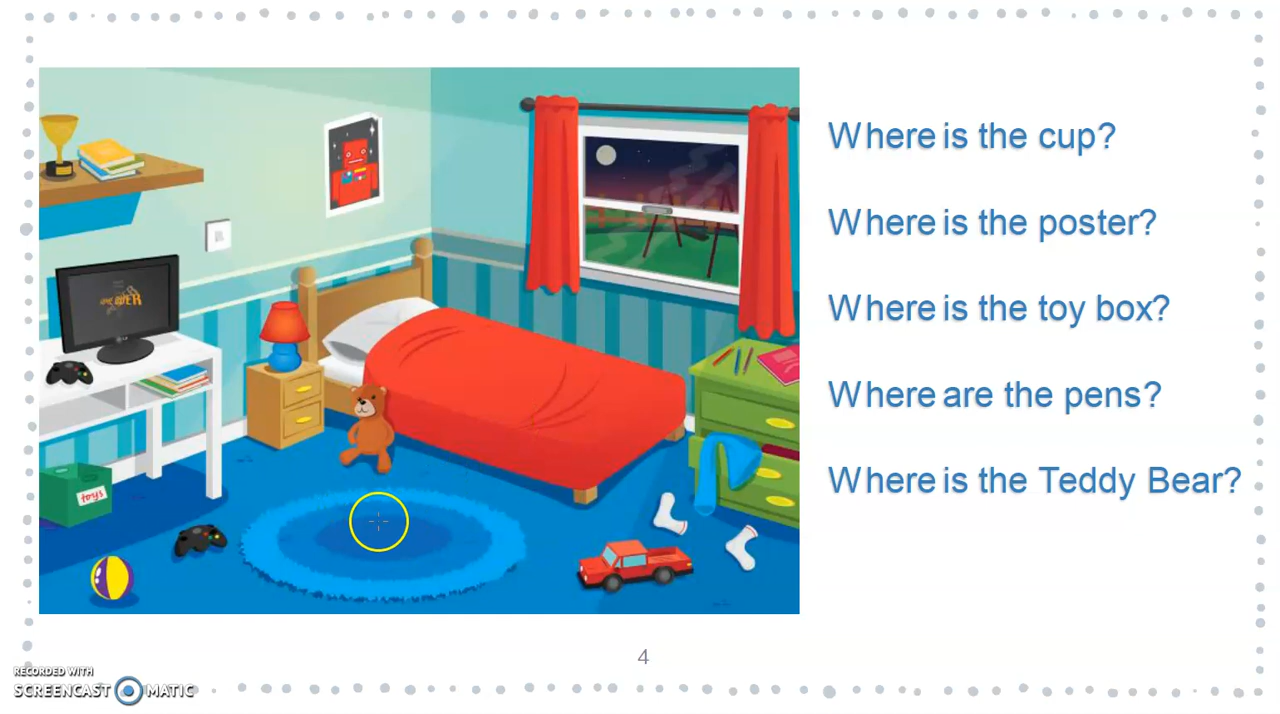 Where is the cup?
Where is the poster?
Where is the toy box?
Where are the pens?
Where is the Teddy Bear?
toys
4
RECORDED WITH
SCREENCAST MATIC